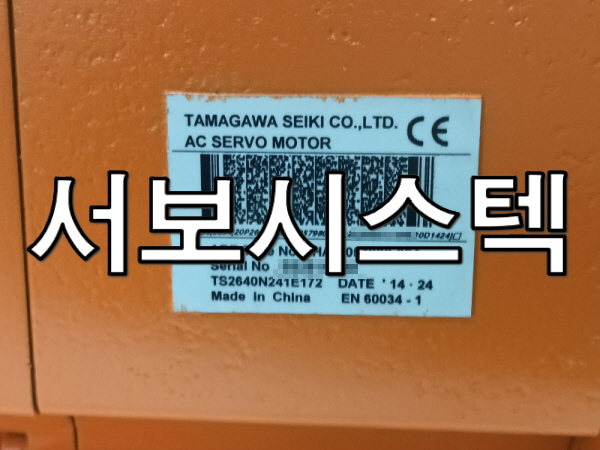 TAMAGAWA SEIKI CO.,LTD. CE
AC SERVO MOTOR
서보시스텍
Serial No
TS2640N241E172 DATE ' 14 · 24
Made in China EN 60034 - 1